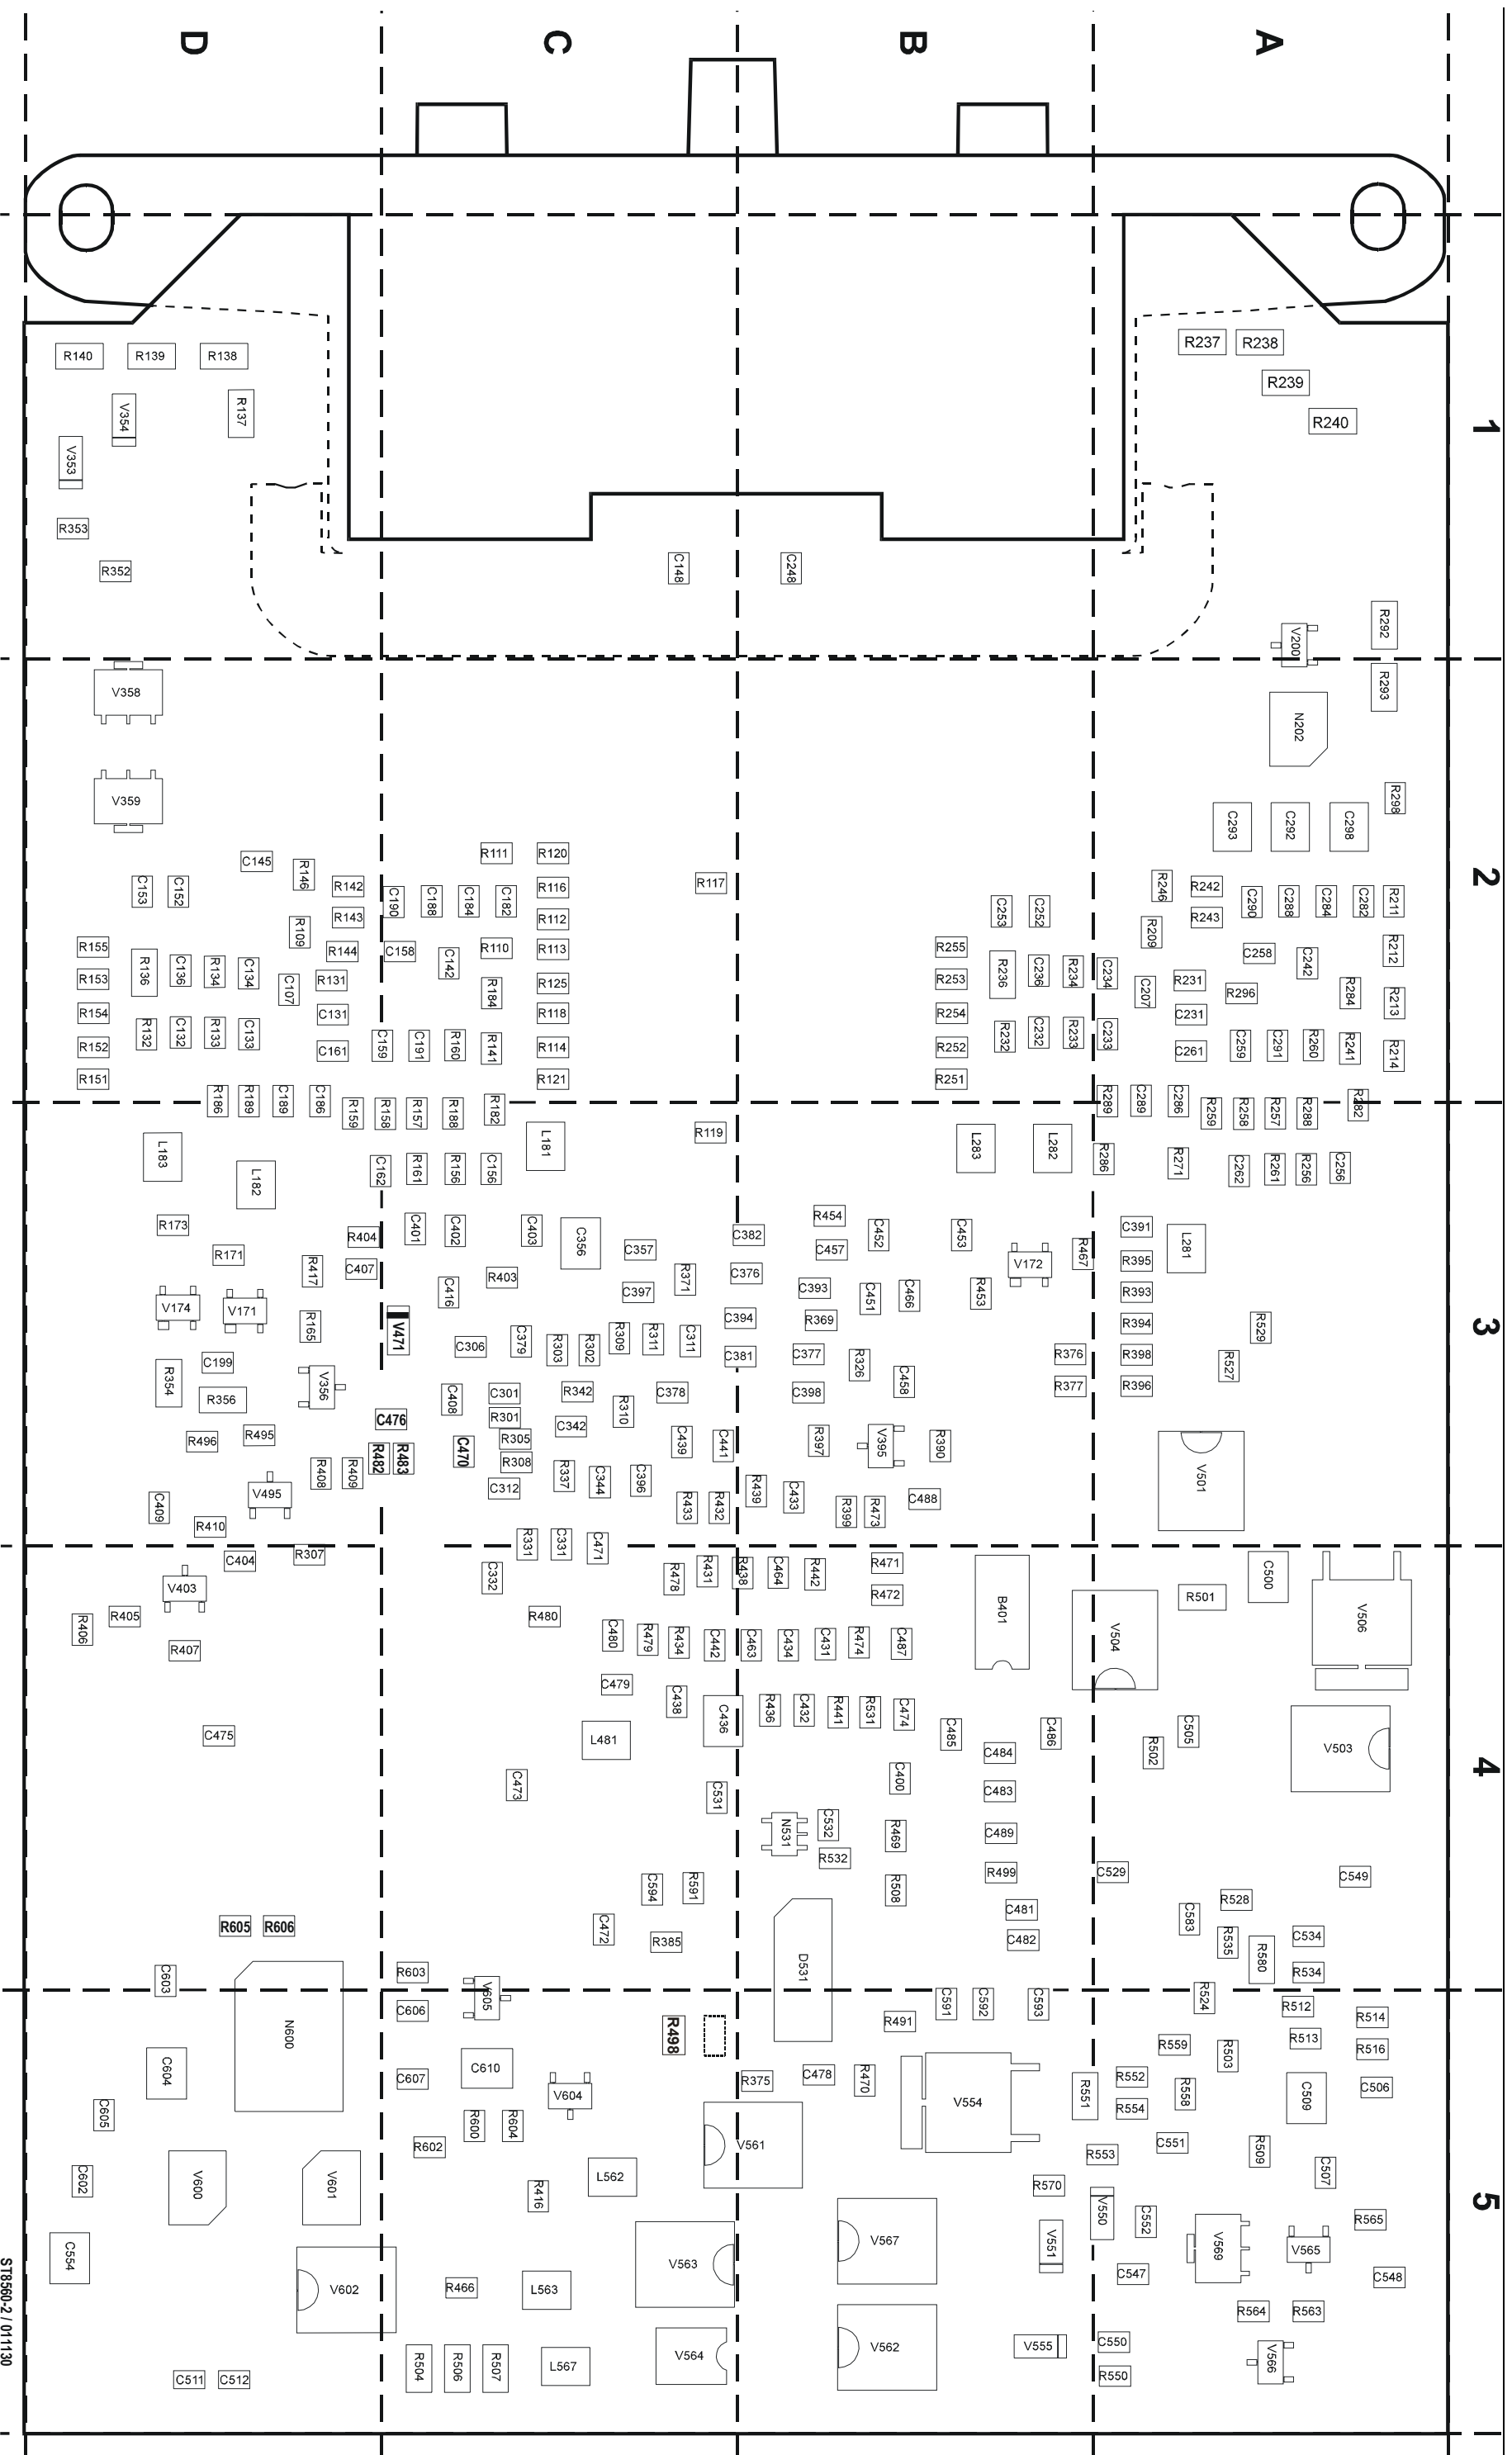 D C B A
R140 R139 R138 R237 R238
R239
V354 R137 R240 1
V353
R353
R352 C148 C248
R292
V200
V358 R293
N202
V359 R298
C293 C292 C298
C145 R111 R120
R146 R142 R116 R117 R246 R242 2
C153 C152 C190 C188 C184 C182 C253 C252 C290 C288 C284 C282 R211
R143 R112 R243
R109 R209
R155 R144 C158 R110 R113 R255 C258 R212
R136 C136 R134 C134 C142 R236 C236 R234 C234 C242
R153 R131 R125 R253 R231
C107 R184 C207 R296 R284 R213
R154 C131 R118 R254 C231
R132 C132 R133 C133 R232 C232 R233 C233
R152 C161 C159 C191 R160 R141 R114 R252 C261 C259 C291 R260 R241 R214
R151 R121 R251
R186 R189 C189 C186 R159 R158 R157 R188 R182 R289 C289 C286 R259 R258 R257 R288 R282
L183 L181 R119 L283 L282
L182 C162 R161 R156 C156 R286 R271 C262 R261 R256 C256
R173 R404 C401 C402 C403 C356 C382 R454 C452 C453 C391
R171 C357 C457 R467 L281
R417 C407 R403 R371 C376 V172 R395
C416 C397 C393 C451 C466 R453 R393
V174 V171 R165 V471 C394 R369 R394 R529 3
C306 C379 R303 R302 R309 R311 C311 C381 C377 R326 R376 R398 R527
C199
R354 R356 V356 C408 C301 R342 C378 C398 C458 R377 R396
C476 R301 C342 R310
R496 R495 R305 C439 C441 R397 V395 R390
R482 R483 C470 R308 V501
R408 R409 C312 R337 C344 C396
C409 V495 R433 R432 R439 C433 R399 R473 C488
R410
C404 R307 R331 C331 C471
V403 C332 R478 R431 R438 C464 R442 R471 C500
R406 R405 R480 R472 B401 R501 V506
R407 C480 R479 R434 C442 C463 C434 C431 R474 C487 V504
C479
C475 C438 C436 R436 C432 R441 R531 C474
L481 C485 C484 C486 R502 C505 V503
C473 C531 C400 C483 4
N531 C532 R469 C489
R532
C594 R591 R508 R499 C529 C549
R605 R606 C472 R385 C481 C583 R528
C482 R535 R580 C534
C603 R603 D531 R534
C606 V605 C591 C592 C593 R524 R512
N600 R498 R491 R514
R559 R503 R513 R516
C604 C607 C610 V604 R375 C478 R470 V554 R551 R552 R558 C509 C506
C605 R600 R604 R554
R602 V561 R553 C551 R509
C602 V600 V601 R416 L562 R570 C507
V550 C552 R565 5
C554 V567 V551 V569 V565
V602 R466 L563 V563 C547 C548
R564 R563
R504 R506 R507 L567 V564 V562 V555 C550 V566
C511 C512 R550
ST8560-2 / 011130